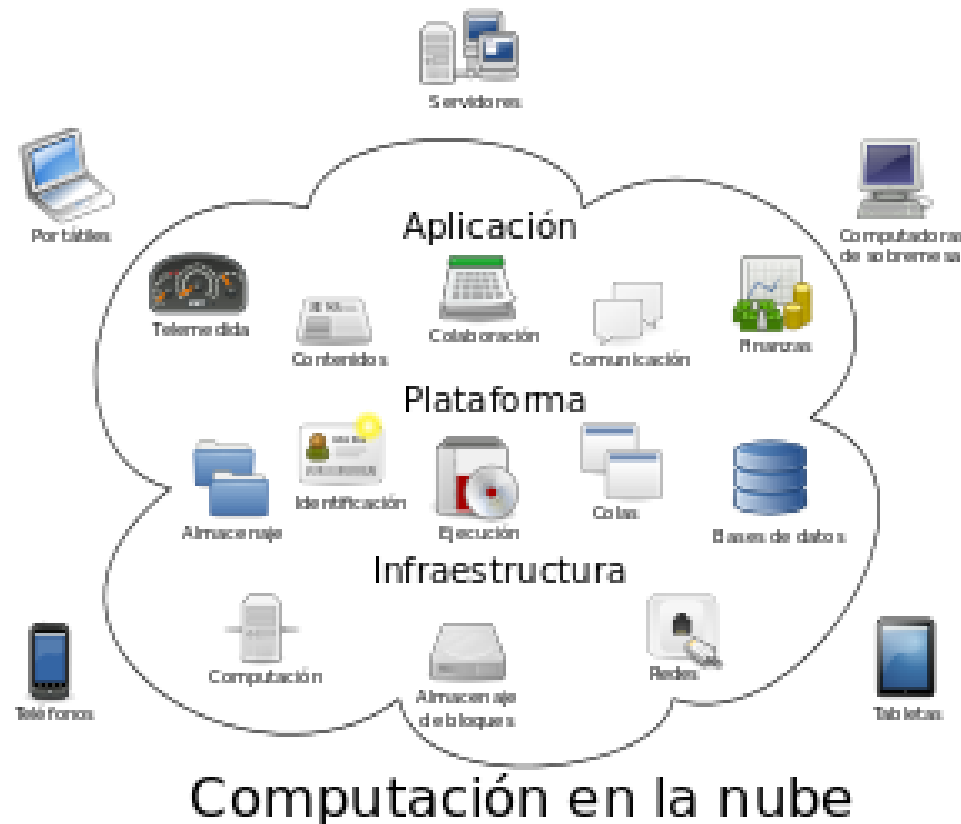 Servidores
Portátiles
Computadoras
de sobremesa
Aplicación
Telemedida
Contenidos
Colaboración
Comunicación
Finanzas
Plataforma
Almacenaje
Identificación
Ejecución
Colas
Bases de datos
Infraestructura
Computación
Almacenaje
de bloques
Redes
Teléfonos
Tabletas
Computación en la nube